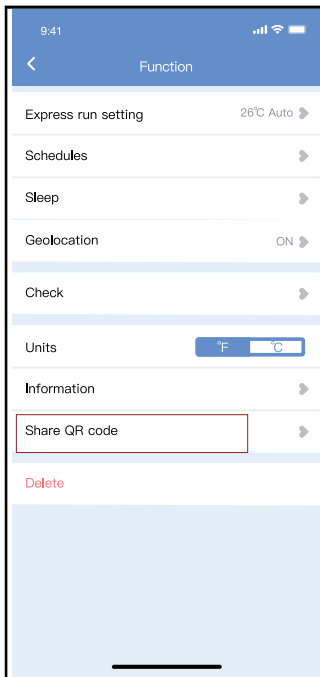 9:41
Function
Express run setting 26℃ Auto
Schedules
Sleep
Geolocation ON
Check
Units °F ℃
Information
Share QR code
Delete